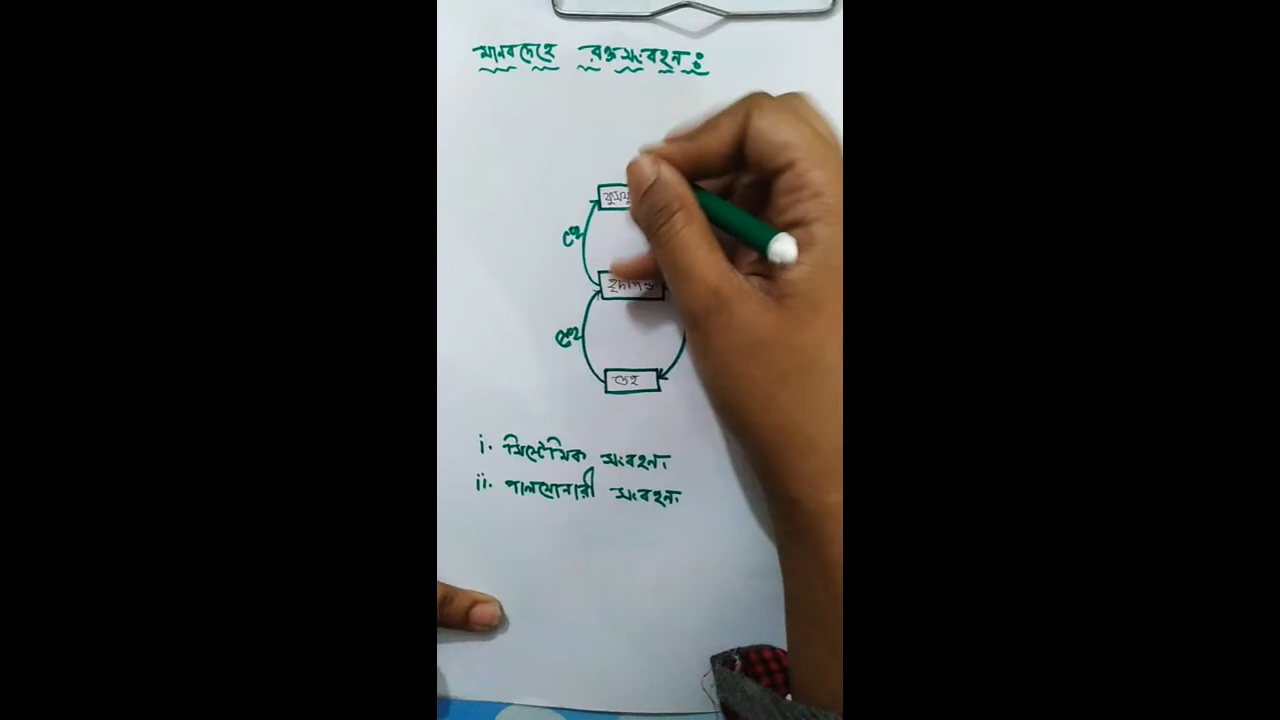 মানবদেহে রক্তসংবহন:
ফুসফু
হৃদপিণ্ড
দেহ
i. সিস্টেমিক সংবহন
ii. পালমোনারী সংবহন